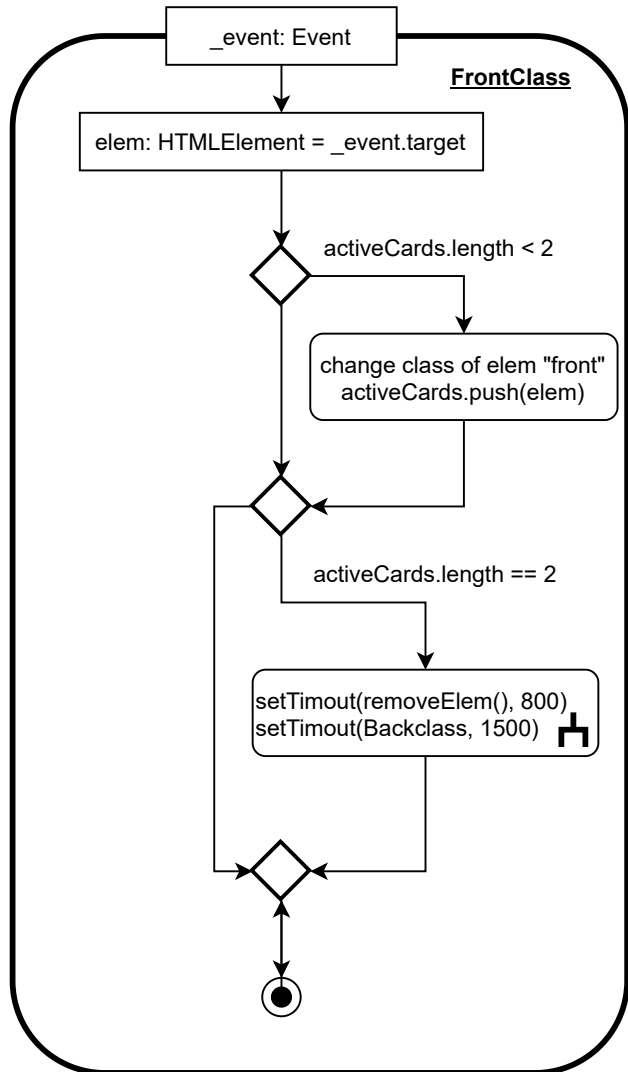 _event: Event
FrontClass
elem: HTMLElement = _event.target
activeCards.length < 2
change class of elem "front"
activeCards.push(elem)
activeCards.length == 2
setTimout(removeElem(), 800)
setTimout(Backclass, 1500)